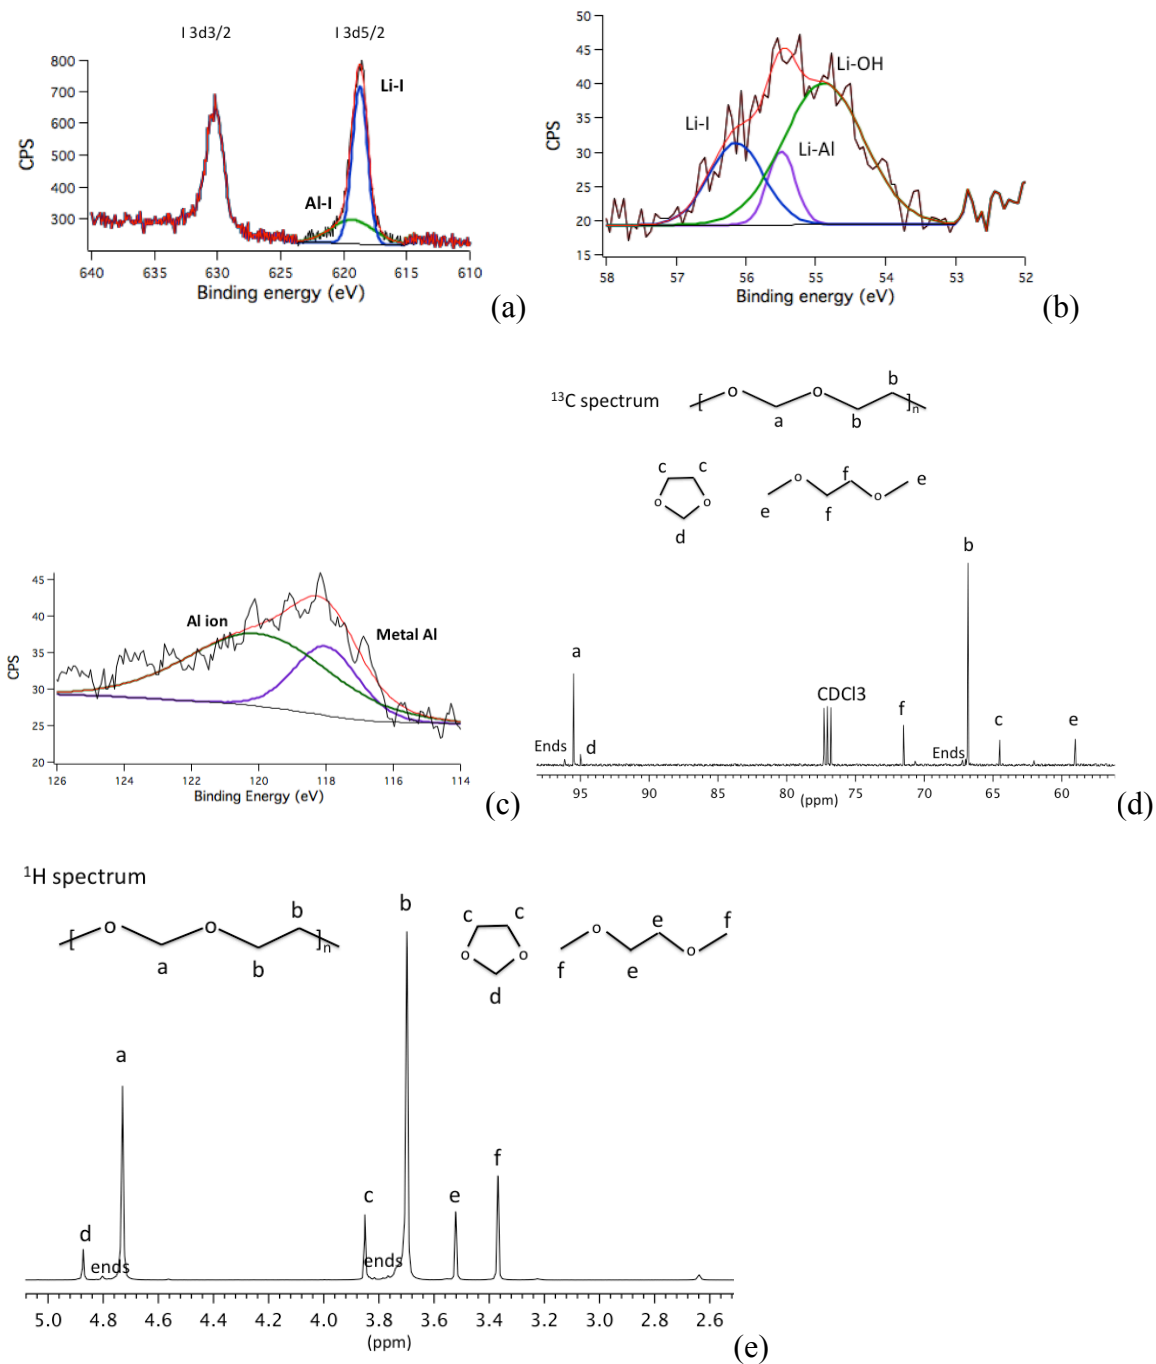 I 3d3/2
I 3d5/2
800
700
600
500
400
300
CPS
Li-I
Al-I
640 635 630 625 620 615 610
Binding energy (eV)
(a)
50
45
40
35
30
25
20
15
CPS
Li-OH
Li-I
Li-Al
58 57 56 55 54 53 52
Binding energy (eV)
(b)
45
40
35
30
25
20
CPS
Al ion
Metal Al
126 124 122 120 118 116 114
Binding Energy (eV)
(c)
13C spectrum
[ O O ]n
a b b
c c
O O
d
O O
e f f e
b
a
CDCl3
f
c
e
Ends
d
Ends
95 90 85 80 75 70 65 60
(ppm)
(d)
1H spectrum
[ O O ]n
a b b
c c
O O
d
O O
f e e f
b
a
f
c
e
d
ends
ends
5.0 4.8 4.6 4.4 4.2 4.0 3.8 3.6 3.4 3.2 3.0 2.8 2.6
(ppm)
(e)